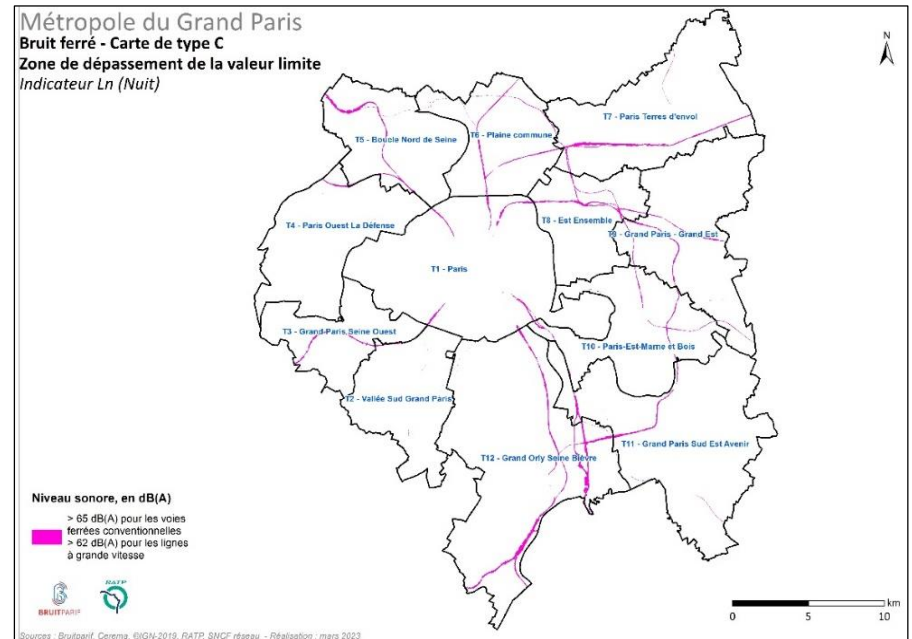 Métropole du Grand Paris
Bruit ferré - Carte de type C
Zone de dépassement de la valeur limite
Indicateur Ln (Nuit)
N
T7 - Paris Terres d'envol
T6 - Plaine commune
T5 - Boucle Nord de Seine
T8 - Est Ensemble
T4 - Paris Ouest La Défense
T9 - Grand Paris - Grand Est
T1 - Paris
T3 - Grand Paris Seine Ouest
T10 - Paris-Est-Marne et Bois
T2 - Vallée Sud Grand Paris
T11 - Grand Paris Sud Est Avenir
T12 - Grand Orly Seine Bièvre
Niveau sonore, en dB(A)
> 65 dB(A) pour les voies
ferrées conventionnelles
> 62 dB(A) pour les lignes
à grande vitesse
RATP
BRUITPARIF
km
0 5 10
Sources : Bruitparif, Cerema, ©IGN-2019, RATP, SNCF réseau - Réalisation : mars 2023